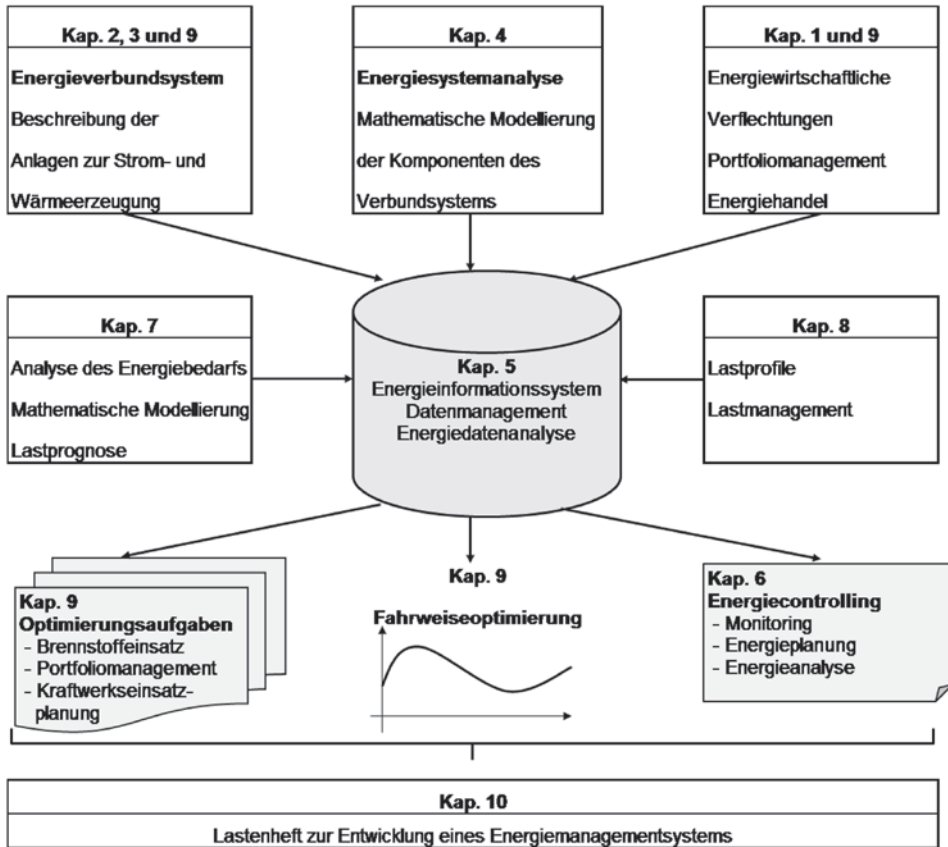 Kap. 2, 3 und 9
Energieverbundsystem
Beschreibung der
Anlagen zur Strom- und
Wärmeerzeugung
Kap. 4
Energiesystemanalyse
Mathematische Modellierung
der Komponenten des
Verbundsystems
Kap. 1 und 9
Energiewirtschaftliche
Verflechtungen
Portfoliomanagement
Energiehandel
Kap. 7
Analyse des Energiebedarfs
Mathematische Modellierung
Lastprognose
Kap. 5
Energieinformationssystem
Datenmanagement
Energiedatenanalyse
Kap. 8
Lastprofile
Lastmanagement
Kap. 9
Optimierungsaufgaben
- Brennstoffeinsatz
- Portfoliomanagement
- Kraftwerkseinsatz-
planung
Kap. 9
Fahrweiseoptimierung
Kap. 6
Energiecontrolling
- Monitoring
- Energieplanung
- Energieanalyse
Kap. 10
Lastenheft zur Entwicklung eines Energiemanagementsystems